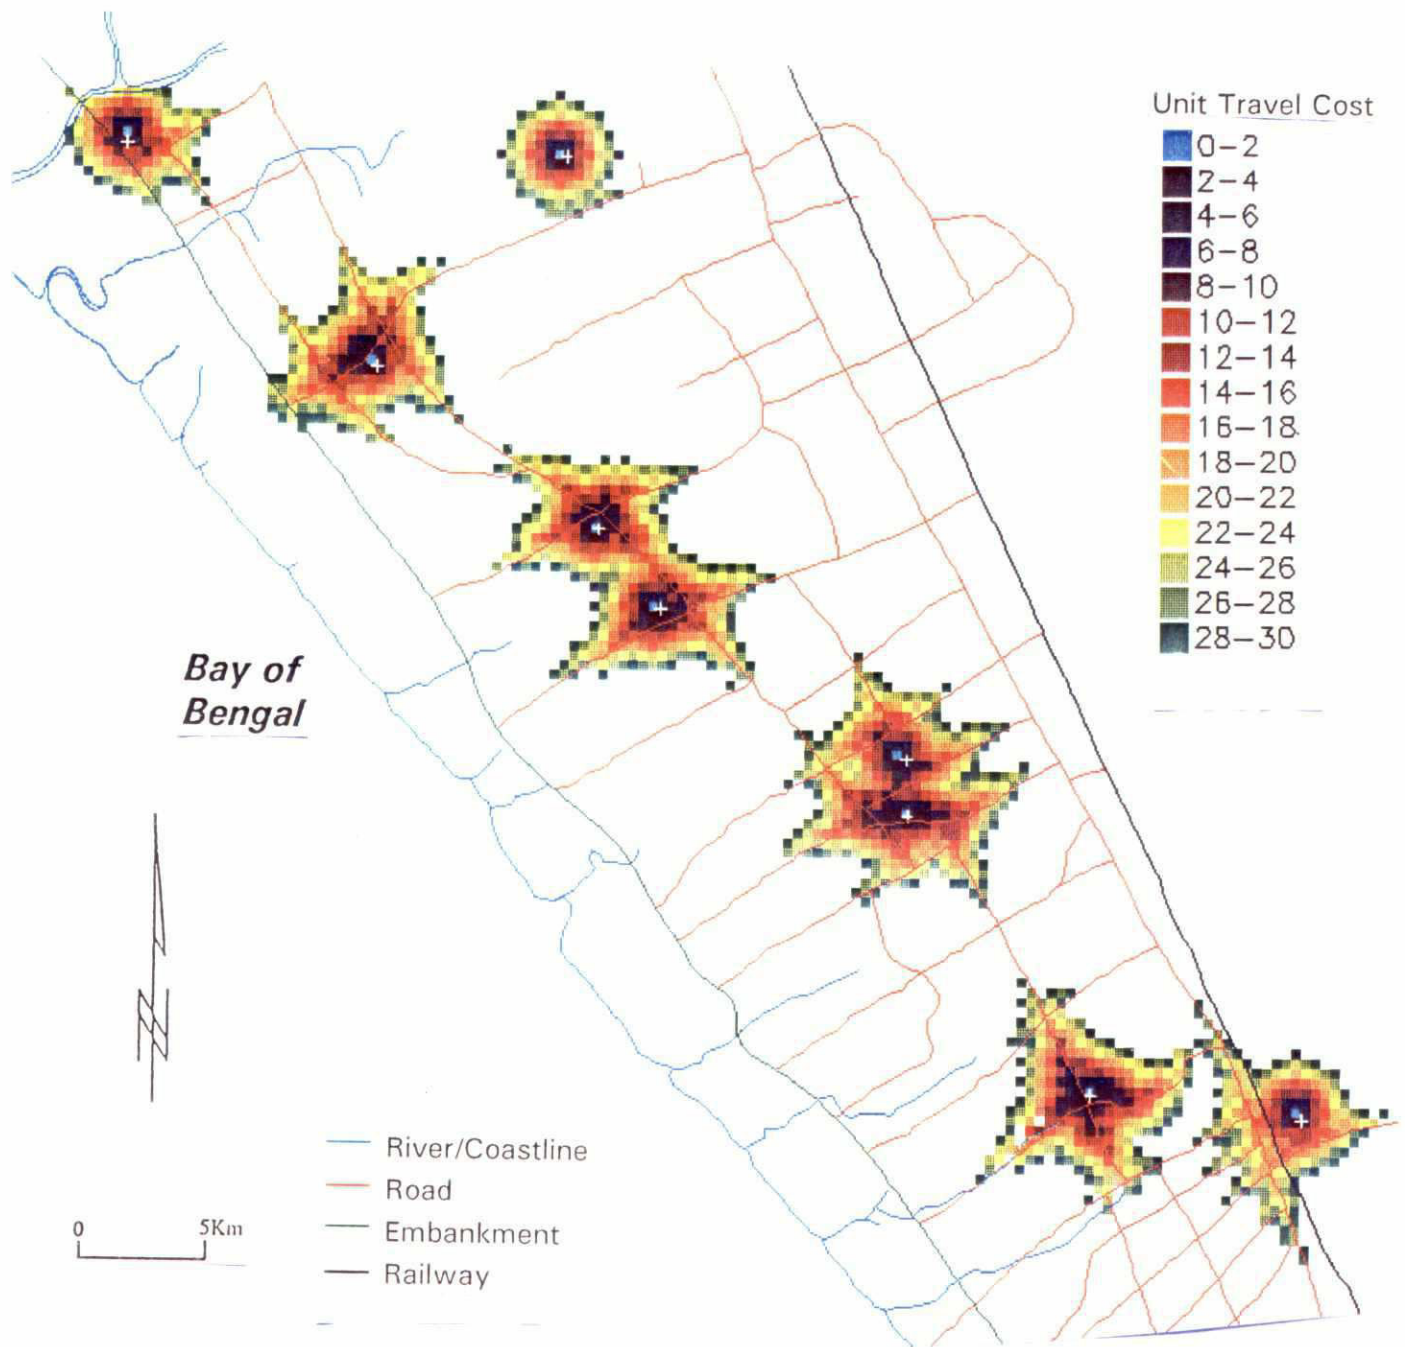 Unit Travel Cost
0-2
2-4
4-6
6-8
8-10
10-12
12-14
14-16
16-18
18-20
20-22
22-24
24-26
26-28
28-30
Bay of
Bengal
N
River/Coastline
Road
Embankment
Railway
0 5Km